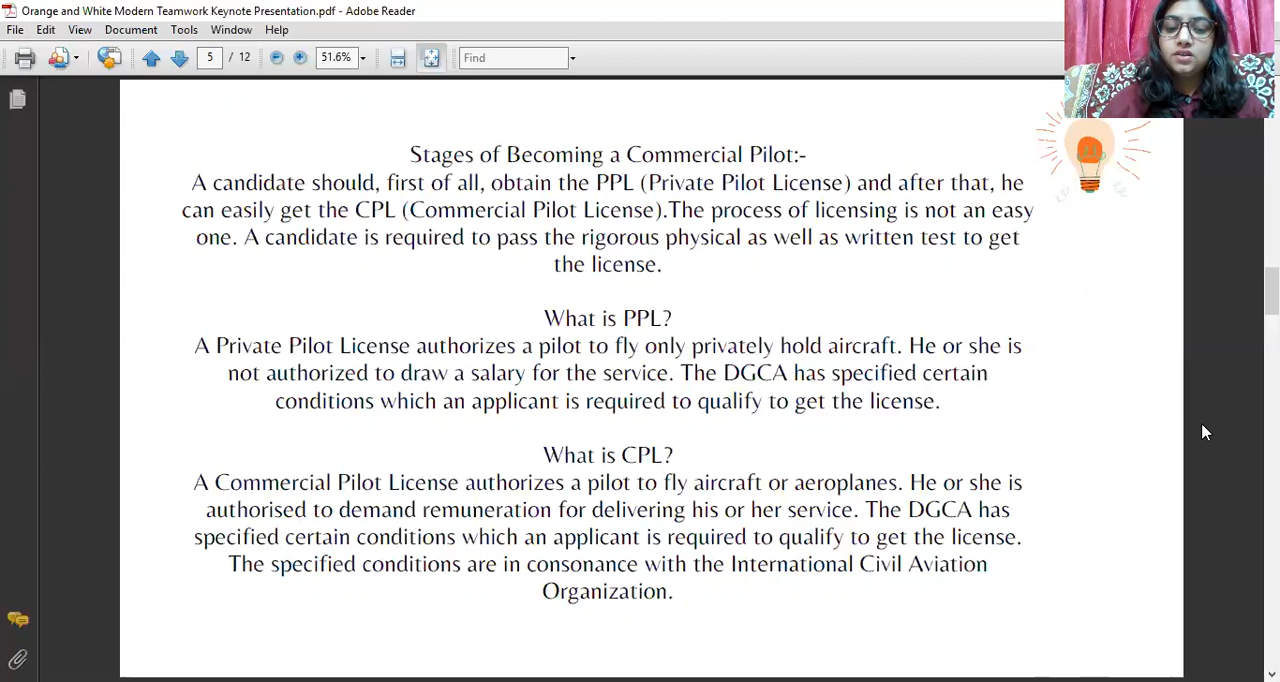 Orange and White Modern Teamwork Keynote Presentation.pdf - Adobe Reader
File Edit View Document Tools Window Help
5 / 12 51.6% Find
Stages of Becoming a Commercial Pilot:-
A candidate should, first of all, obtain the PPL (Private Pilot License) and after that, he
can easily get the CPL (Commercial Pilot License).The process of licensing is not an easy
one. A candidate is required to pass the rigorous physical as well as written test to get
the license.
What is PPL?
A Private Pilot License authorizes a pilot to fly only privately hold aircraft. He or she is
not authorized to draw a salary for the service. The DGCA has specified certain
conditions which an applicant is required to qualify to get the license.
What is CPL?
A Commercial Pilot License authorizes a pilot to fly aircraft or aeroplanes. He or she is
authorised to demand remuneration for delivering his or her service. The DGCA has
specified certain conditions which an applicant is required to qualify to get the license.
The specified conditions are in consonance with the International Civil Aviation
Organization.